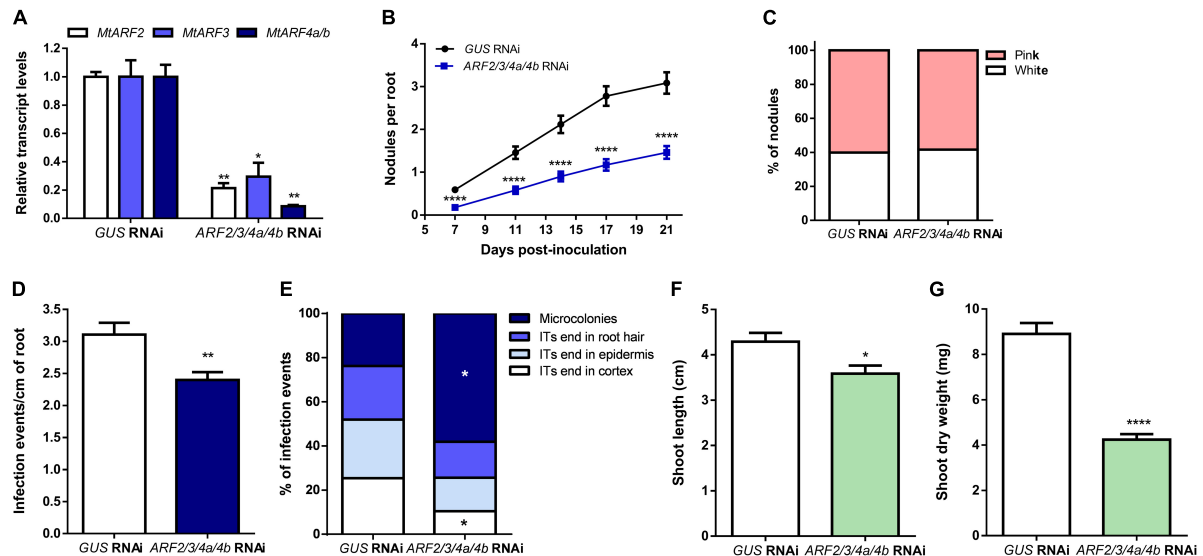 A
MtARF2 MtARF3 MtARF4a/b
Relative transcript levels
1.2
1.0
0.8
0.6
0.4
0.2
0.0
** * **
GUS RNAi ARF2/3/4a/4b RNAi
B
GUS RNAi
ARF2/3/4a/4b RNAi
Nodules per root
4
3
2
1
0
**** **** **** **** ****
5 7 9 11 13 15 17 19 21
Days post-inoculation
C
Pink
White
% of nodules
100
80
60
40
20
0
GUS RNAi ARF2/3/4a/4b RNAi
D
Infection events/cm of root
3.5
3.0
2.5
2.0
1.5
1.0
0.5
0.0
**
GUS RNAi ARF2/3/4a/4b RNAi
E
Microcolonies
ITs end in root hair
ITs end in epidermis
ITs end in cortex
% of infection events
100
80
60
40
20
0
*
*
GUS RNAi ARF2/3/4a/4b RNAi
F
Shoot length (cm)
5
4
3
2
1
0
*
GUS RNAi ARF2/3/4a/4b RNAi
G
Shoot dry weight (mg)
10
8
6
4
2
0
****
GUS RNAi ARF2/3/4a/4b RNAi